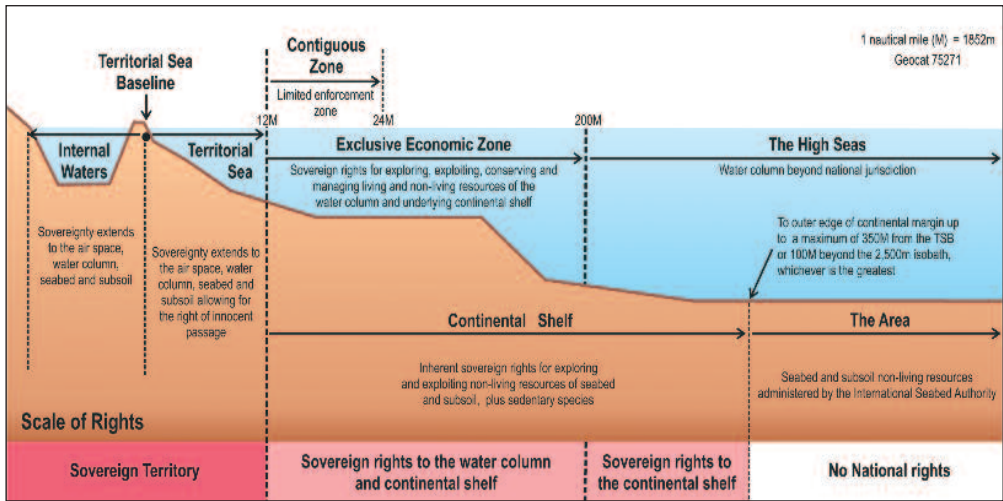 Contiguous
Zone
Limited enforcement
zone
1 nautical mile (M) = 1852m
Geocat 75271
Territorial Sea
Baseline
12M
24M
200M
Internal
Waters
Territorial
Sea
Exclusive Economic Zone
Sovereign rights for exploring, exploiting, conserving and
managing living and non-living resources of the
water column and underlying continental shelf
The High Seas
Water column beyond national jurisdiction
Sovereignty extends
to the air space,
water column,
seabed and subsoil
Sovereignty extends to
the air space, water
column, seabed and
subsoil allowing for
the right of innocent
passage
To outer edge of continental margin up
to a maximum of 350M from the TSB
or 100M beyond the 2,500m isobath,
whichever is the greatest
Continental Shelf
Inherent sovereign rights for exploring
and exploiting non-living resources of seabed
and subsoil, plus sedentary species
The Area
Seabed and subsoil non-living resources
administered by the International Seabed Authority
Scale of Rights
Sovereign Territory
Sovereign rights to the water column
and continental shelf
Sovereign rights to
the continental shelf
No National rights